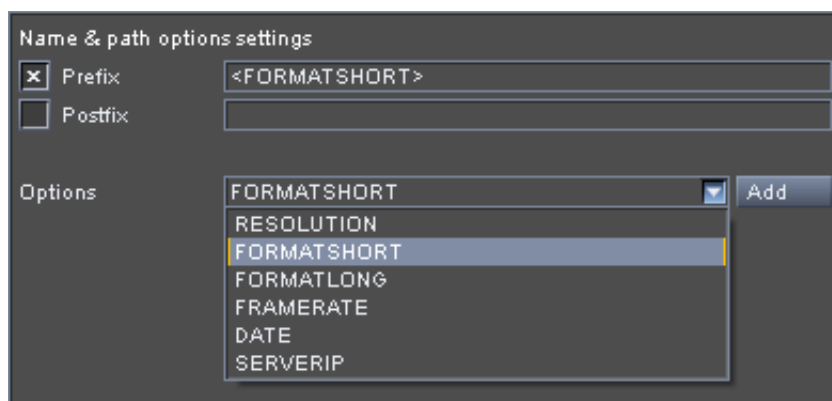 Name & path options settings
x Prefix <FORMATSHORT>
Postfix
Options FORMATSHORT Add
RESOLUTION
FORMATSHORT
FORMATLONG
FRAMERATE
DATE
SERVERIP